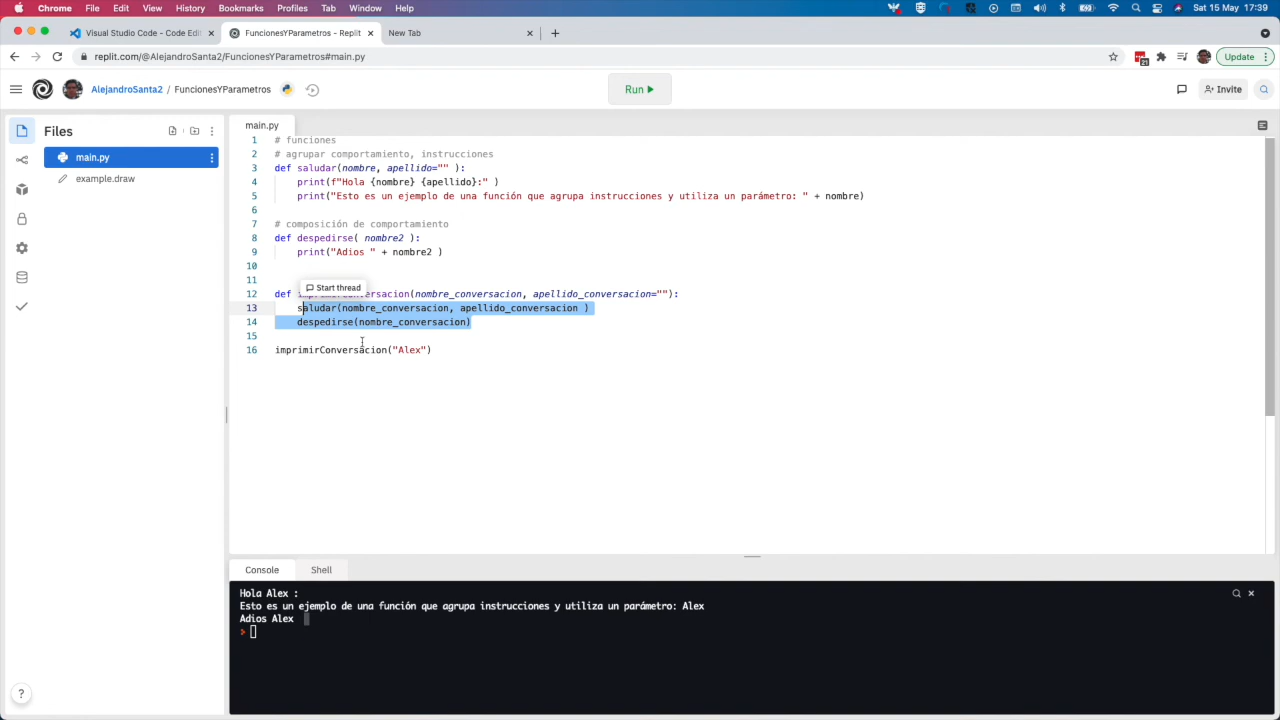 Chrome File Edit View History Bookmarks Profiles Tab Window Help Sat 15 May 17:39
Visual Studio Code - Code Edi FuncionesYParametros - Replit New Tab
replit.com/@AlejandroSanta2/FuncionesYParametros#main.py 21 Update
AlejandroSanta2 / FuncionesYParametros Run Invite
Files
main.py
example.draw
main.py
1 # funciones
2 # agrupar comportamiento, instrucciones
3 def saludar(nombre, apellido="" ):
4 print(f"Hola {nombre} {apellido}:" )
5 print("Esto es un ejemplo de una función que agrupa instrucciones y utiliza un parámetro: " + nombre)
6
7 # composición de comportamiento
8 def despedirse( nombre2 ):
9 print("Adios " + nombre2 )
10
11
Start thread
12 def imprimirConversacion(nombre_conversacion, apellido_conversacion=""):
13 saludar(nombre_conversacion, apellido_conversacion )
14 despedirse(nombre_conversacion)
15
16 imprimirConversacion("Alex")
Console Shell
Hola Alex :
Esto es un ejemplo de una función que agrupa instrucciones y utiliza un parámetro: Alex
Adios Alex
>
?